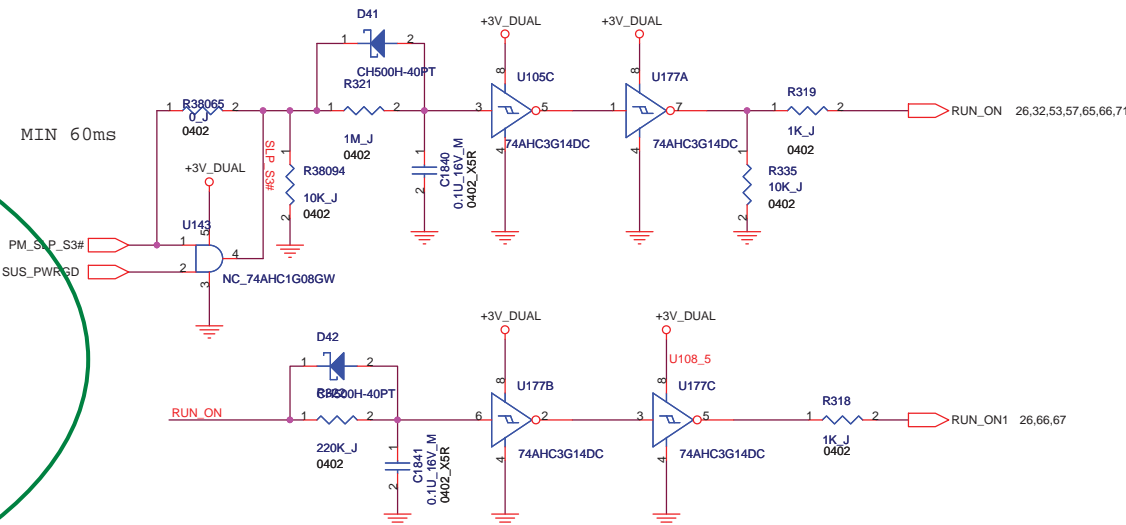 D41
+3V_DUAL
+3V_DUAL
1
2
CH500H-40PT
8
U105C
8
U177A
R38065
R321
R319
1
2
1
2
3
5
1
7
1
2
RUN_ON
26,32,53,57,65,66,71
0_J
0402
MIN 60ms
1M_J
0402
74AHC3G14DC
74AHC3G14DC
1K_J
0402
4
4
+3V_DUAL
SLP_S3#
1
R38094
10K_J
0402
2
1
2
C1840
0.1U_16V_M
0402_X5R
1
R335
10K_J
0402
2
U143
5
PM_SLP_S3#
1
4
SUS_PWRGD
2
3
NC_74AHC1G08GW
+3V_DUAL
+3V_DUAL
D42
1
2
U108_5
8
U177B
8
U177C
CH500H-40PT
R318
RUN_ON
1
2
6
2
3
5
1
2
RUN_ON1
26,66,67
220K_J
0402
1K_J
0402
74AHC3G14DC
74AHC3G14DC
4
4
1
2
C1841
0.1U_16V_M
0402_X5R